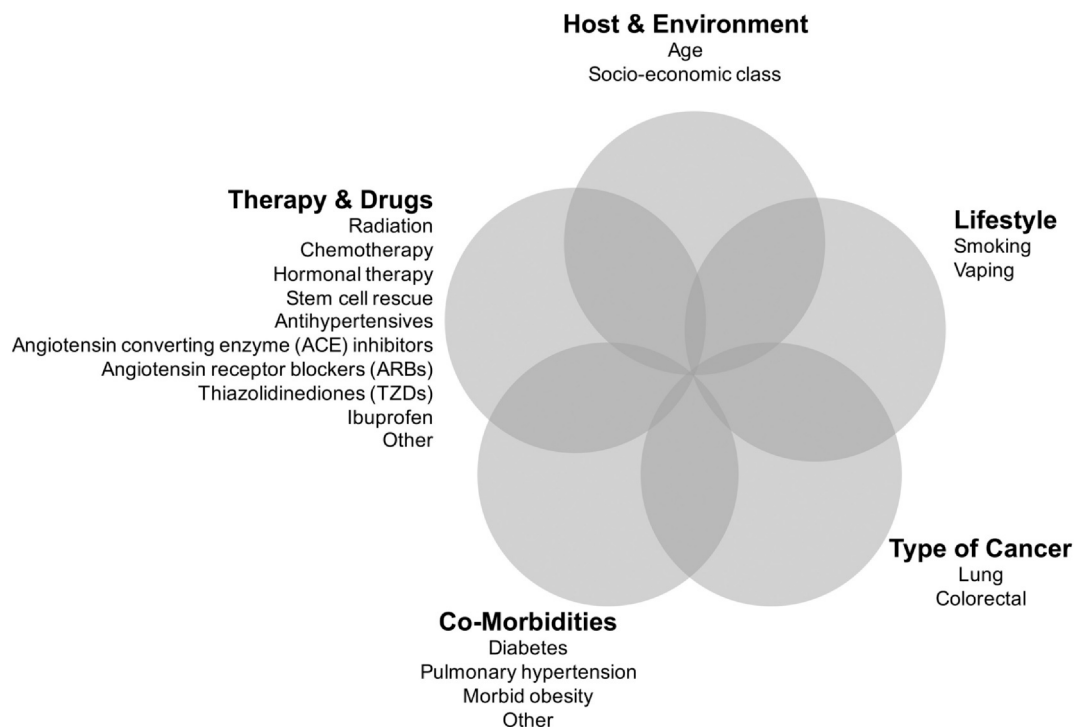 Host & Environment
Age
Socio-economic class
Therapy & Drugs
Radiation
Chemotherapy
Hormonal therapy
Stem cell rescue
Antihypertensives
Angiotensin converting enzyme (ACE) inhibitors
Angiotensin receptor blockers (ARBs)
Thiazolidinediones (TZDs)
Ibuprofen
Other
Lifestyle
Smoking
Vaping
Type of Cancer
Lung
Colorectal
Co-Morbidities
Diabetes
Pulmonary hypertension
Morbid obesity
Other